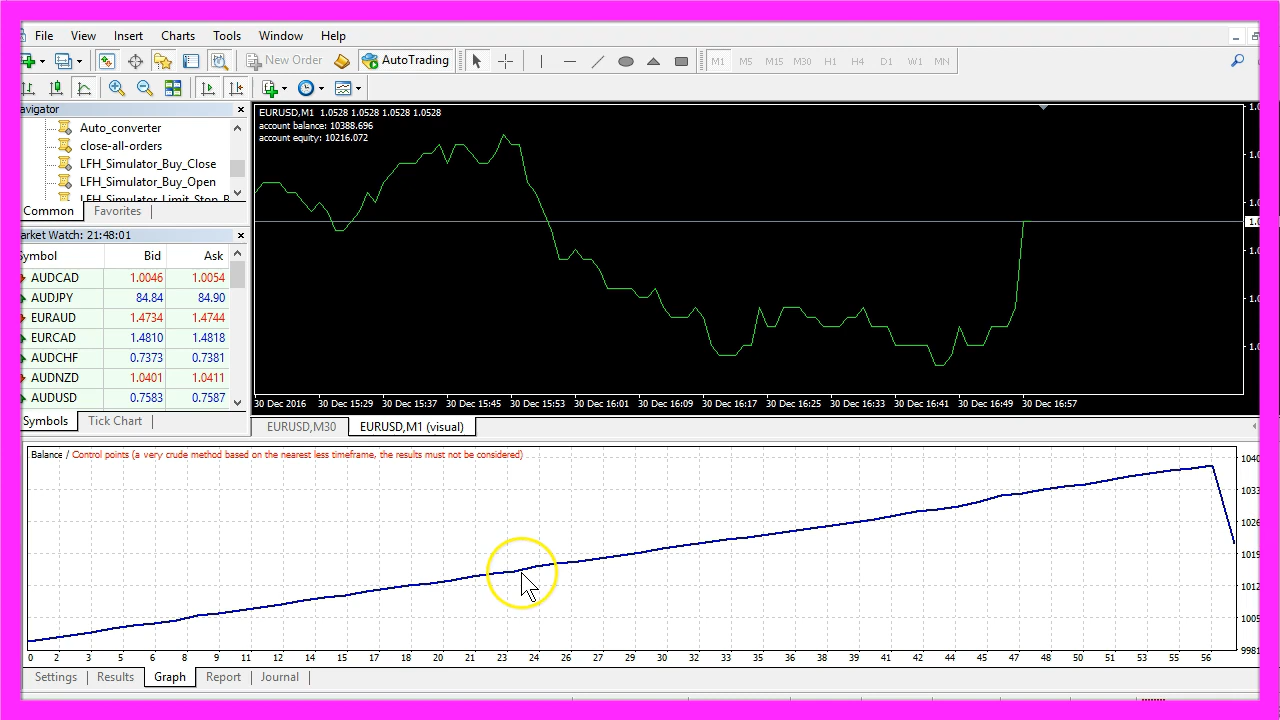 File View Insert Charts Tools Window Help
New Order AutoTrading M1 M5 M15 M30 H1 H4 D1 W1 MN
avigator
Auto_converter
close-all-orders
LFH_Simulator_Buy_Close
LFH_Simulator_Buy_Open
LFH_Simulator_Limit_Stop_B
Common Favorites
arket Watch: 21:48:01
Symbol Bid Ask
AUDCAD 1.0046 1.0054
AUDJPY 84.84 84.90
EURAUD 1.4734 1.4744
EURCAD 1.4810 1.4818
AUDCHF 0.7373 0.7381
AUDNZD 1.0401 1.0411
AUDUSD 0.7583 0.7587
Symbols Tick Chart
EURUSD,M1 1.0528 1.0528 1.0528 1.0528
account balance: 10388.696
account equity: 10216.072
30 Dec 2016 30 Dec 15:29 30 Dec 15:37 30 Dec 15:45 30 Dec 15:53 30 Dec 16:01 30 Dec 16:09 30 Dec 16:17 30 Dec 16:25 30 Dec 16:33 30 Dec 16:41 30 Dec 16:49 30 Dec 16:57
EURUSD,M30 EURUSD,M1 (visual)
Balance / Control points (a very crude method based on the nearest less timeframe, the results must not be considered)
1040
1033
1026
1019
1012
1005
9981
0 2 3 5 6 8 9 11 12 14 15 17 18 20 21 23 24 26 27 29 30 32 33 35 36 38 39 41 42 44 45 47 48 50 51 53 55 56
Settings Results Graph Report Journal